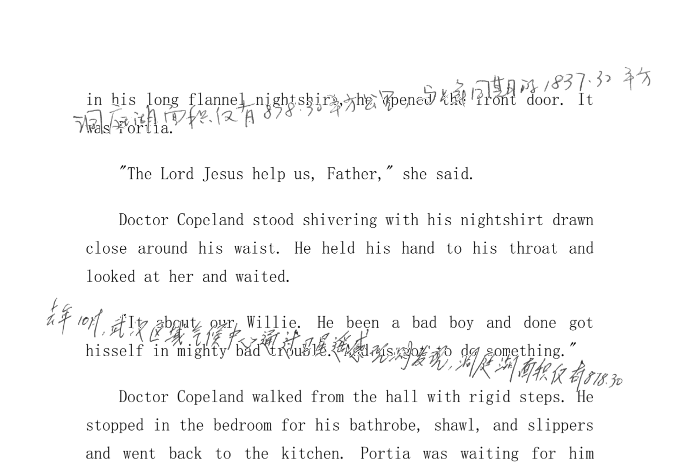 in his long flannel nightshirt, he opened the front door. It
was Portia.
洞庭湖面积仅有878.30平方公里，与去年同期的1837.30平方
"The Lord Jesus help us, Father," she said.
Doctor Copeland stood shivering with his nightshirt drawn
close around his waist. He held his hand to his throat and
looked at her and waited.
去年10月，武汉区域气候中心通过卫星遥感监测发现，洞庭湖面积仅有878.30
"It about our Willie. He been a bad boy and done got
hisself in mighty bad trouble. And us got to do something."
Doctor Copeland walked from the hall with rigid steps. He
stopped in the bedroom for his bathrobe, shawl, and slippers
and went back to the kitchen. Portia was waiting for him